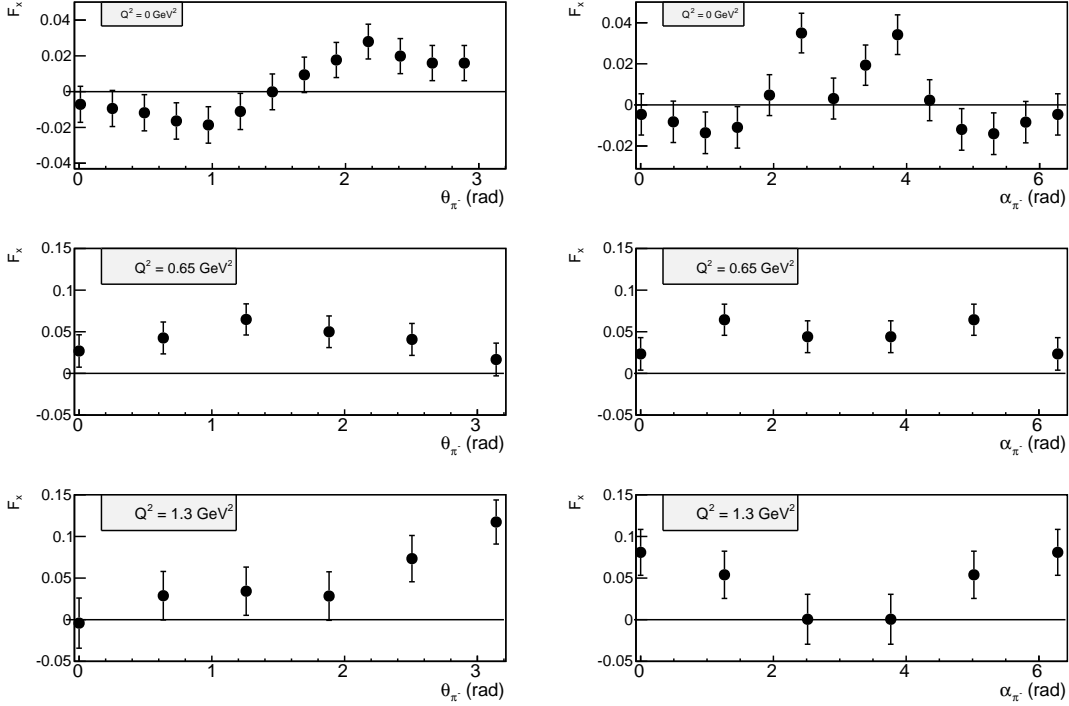 F_x
Q² = 0 GeV²
0.04
0.02
0
-0.02
-0.04
0 1 2 3
θ_π⁻ (rad)
F_x
Q² = 0 GeV²
0.04
0.02
0
-0.02
0 2 4 6
α_π⁻ (rad)
F_x
Q² = 0.65 GeV²
0.15
0.1
0.05
0
-0.05
0 1 2 3
θ_π⁻ (rad)
F_x
Q² = 0.65 GeV²
0.15
0.1
0.05
0
-0.05
0 2 4 6
α_π⁻ (rad)
F_x
Q² = 1.3 GeV²
0.15
0.1
0.05
0
-0.05
0 1 2 3
θ_π⁻ (rad)
F_x
Q² = 1.3 GeV²
0.15
0.1
0.05
0
-0.05
0 2 4 6
α_π⁻ (rad)